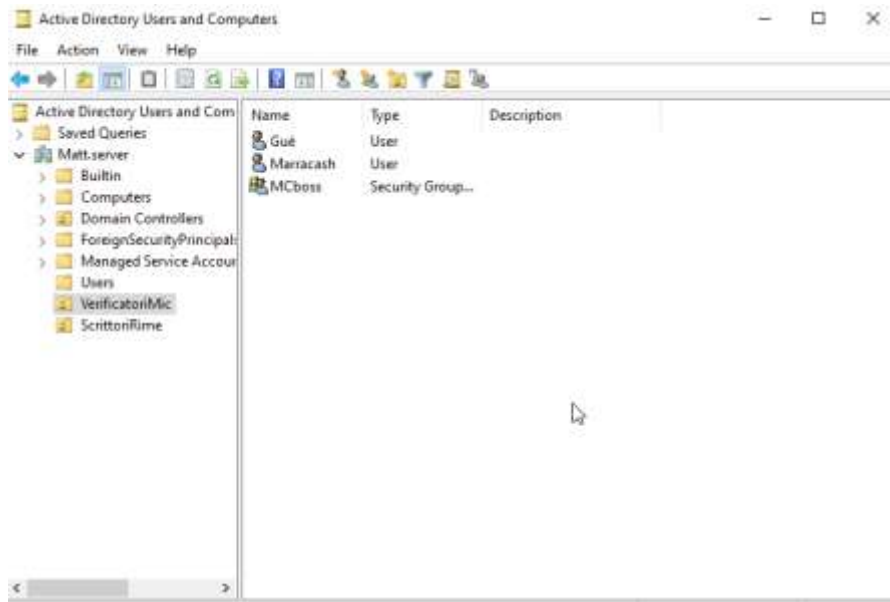 Active Directory Users and Computers
File Action View Help
Active Directory Users and Com
Saved Queries
Matt.server
Builtin
Computers
Domain Controllers
ForeignSecurityPrincipals
Managed Service Accour
Users
VerificatoriMic
ScrittoriRime
Name Type Description
Gué User
Marracash User
MCboss Security Group...